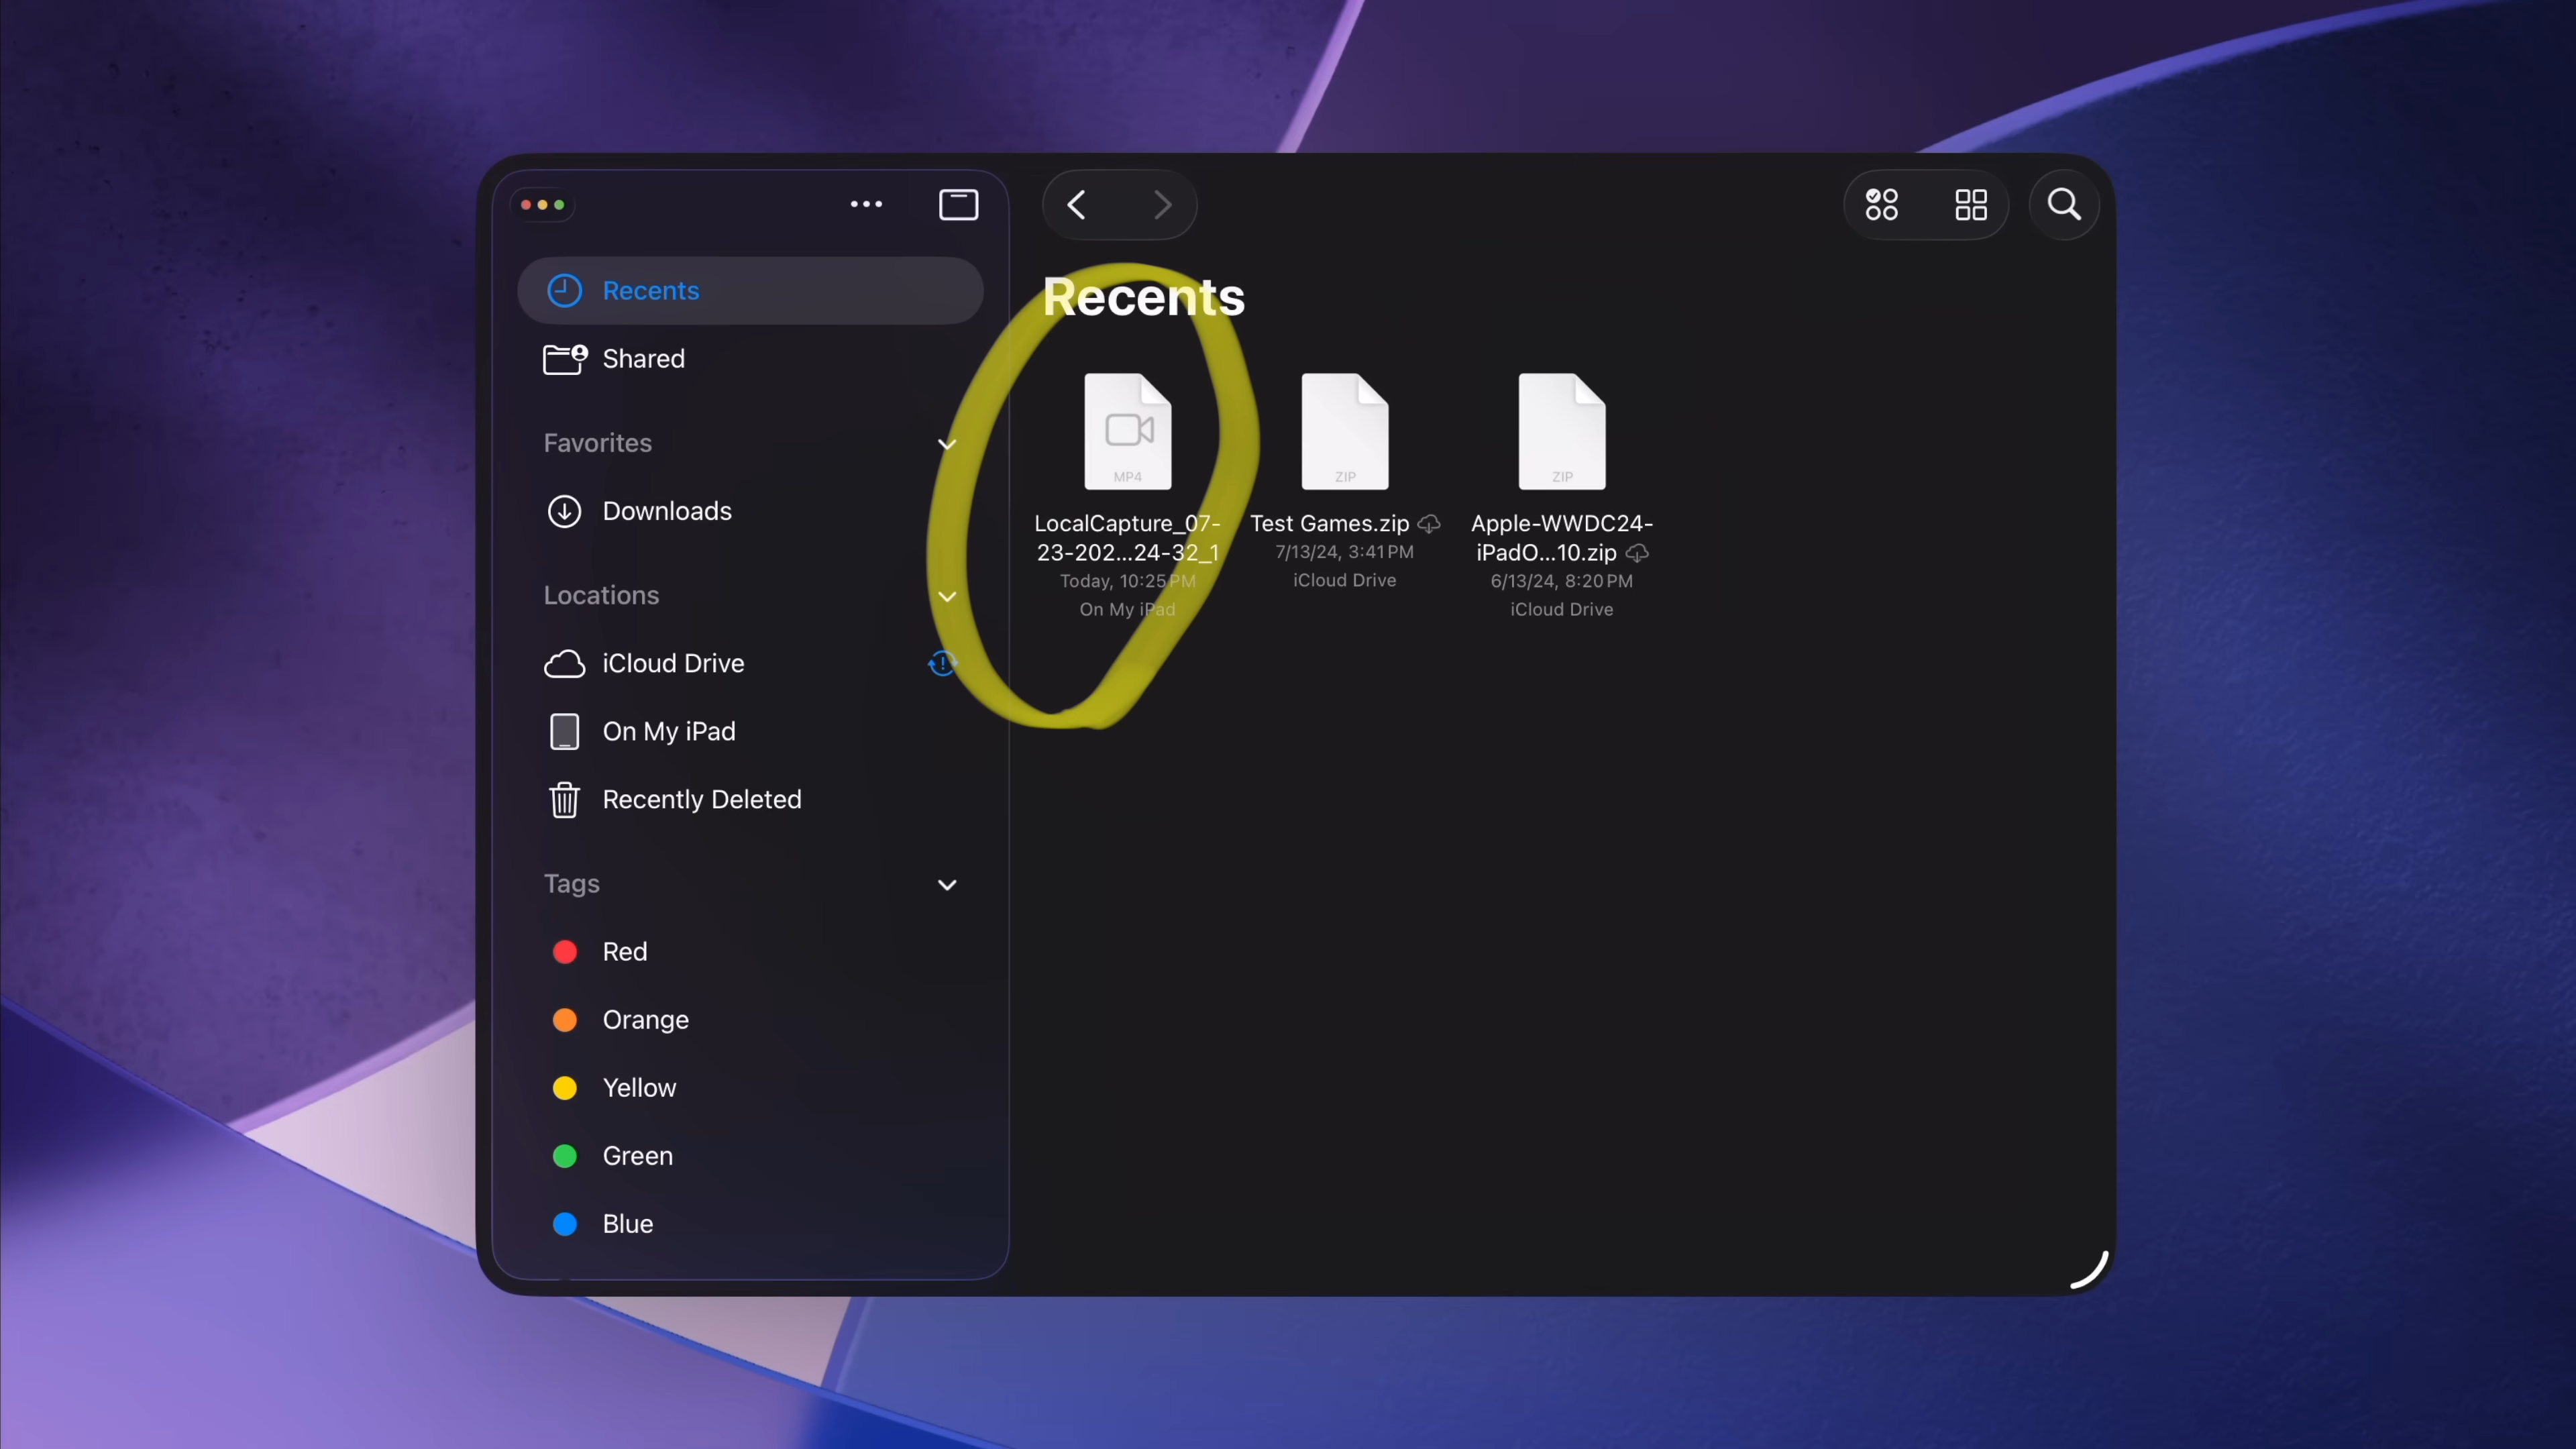 Recents
Shared
Favorites
Downloads
Locations
iCloud Drive
On My iPad
Recently Deleted
Tags
Red
Orange
Yellow
Green
Blue
Recents
MP4
LocalCapture_07-
23-202...24-32_1
Today, 10:25 PM
On My iPad
ZIP
Test Games.zip
7/13/24, 3:41 PM
iCloud Drive
ZIP
Apple-WWDC24-
iPadO...10.zip
6/13/24, 8:20 PM
iCloud Drive